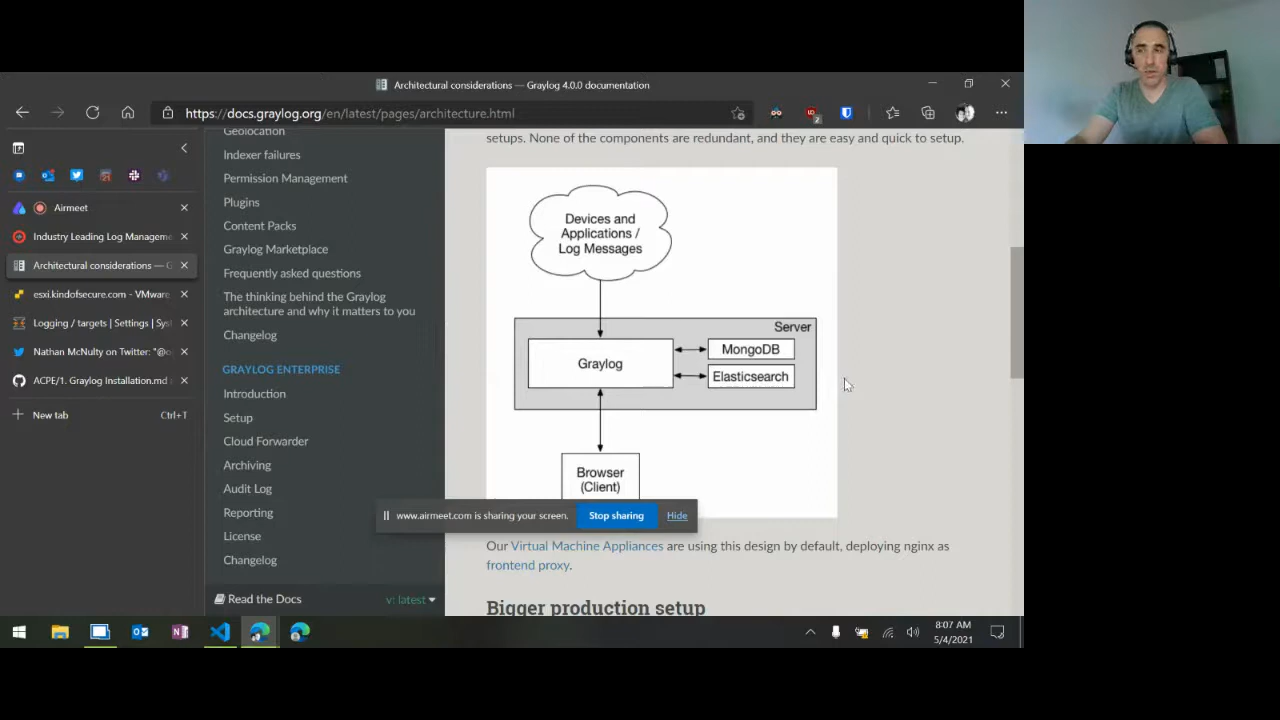 Architectural considerations — Graylog 4.0.0 documentation
https://docs.graylog.org/en/latest/pages/architecture.html
2
Airmeet
Industry Leading Log Manageme
Architectural considerations — G
esxi.kindofsecure.com - VMware
Logging / targets | Settings | Syst
Nathan McNulty on Twitter: "@o
ACPE/1. Graylog Installation.md
New tab
Ctrl+T
Geolocation
Indexer failures
Permission Management
Plugins
Content Packs
Graylog Marketplace
Frequently asked questions
The thinking behind the Graylog
architecture and why it matters to you
Changelog
GRAYLOG ENTERPRISE
Introduction
Setup
Cloud Forwarder
Archiving
Audit Log
Reporting
License
Changelog
Read the Docs
v: latest
setups. None of the components are redundant, and they are easy and quick to setup.
Devices and
Applications /
Log Messages
Server
Graylog
MongoDB
Elasticsearch
Browser
(Client)
www.airmeet.com is sharing your screen.
Stop sharing
Hide
Our Virtual Machine Appliances are using this design by default, deploying nginx as
frontend proxy.
Bigger production setup
8:07 AM
5/4/2021